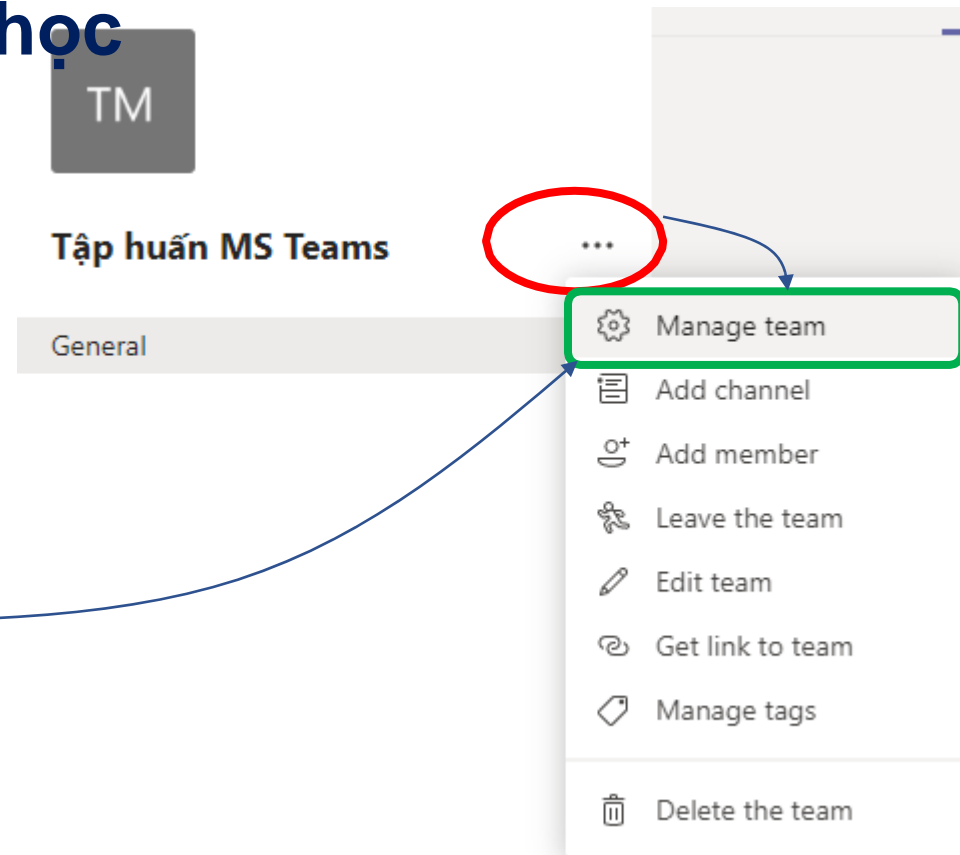 học
TM
Tập huấn MS Teams
General
Manage team
Add channel
Add member
Leave the team
Edit team
Get link to team
Manage tags
Delete the team